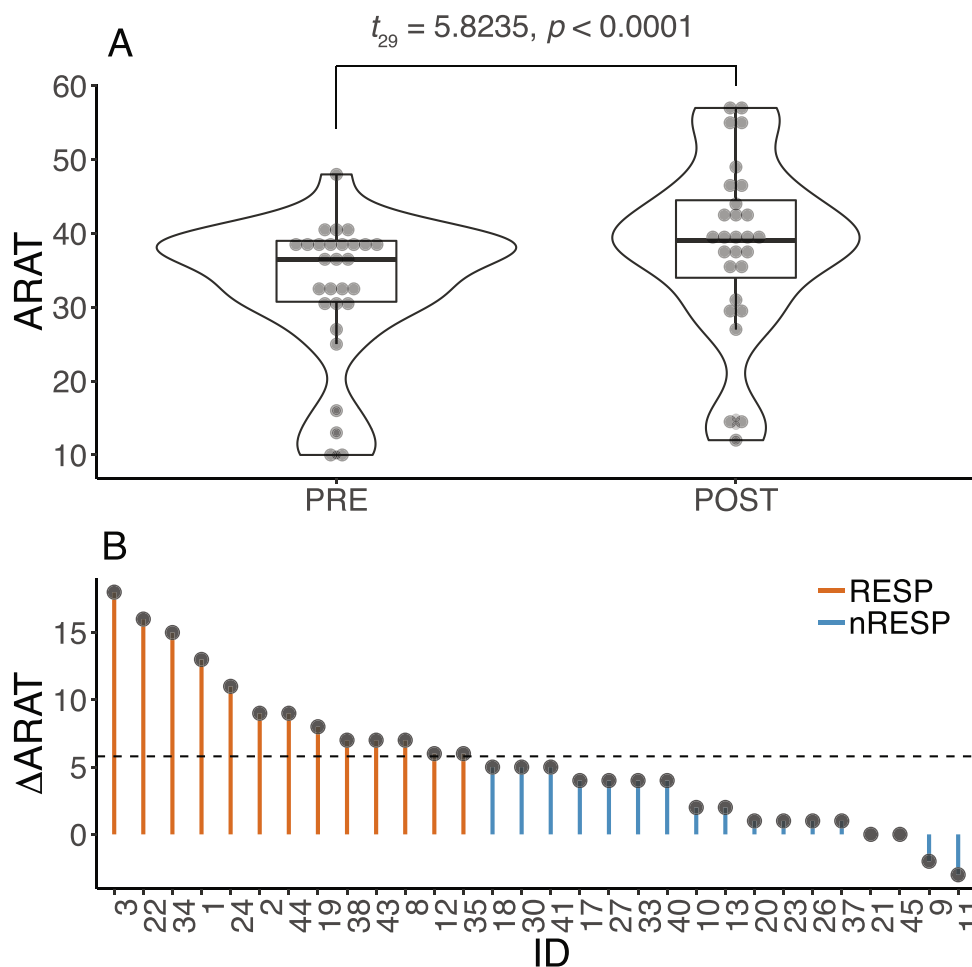 A
t29 = 5.8235, p < 0.0001
60
50
40
30
20
10
ARAT
PRE POST
B
RESP
nRESP
15
10
5
0
ΔARAT
3 22 34 1 24 2 44 19 38 43 8 12 35 18 30 41 17 27 33 40 10 13 20 23 26 37 21 45 9 11
ID